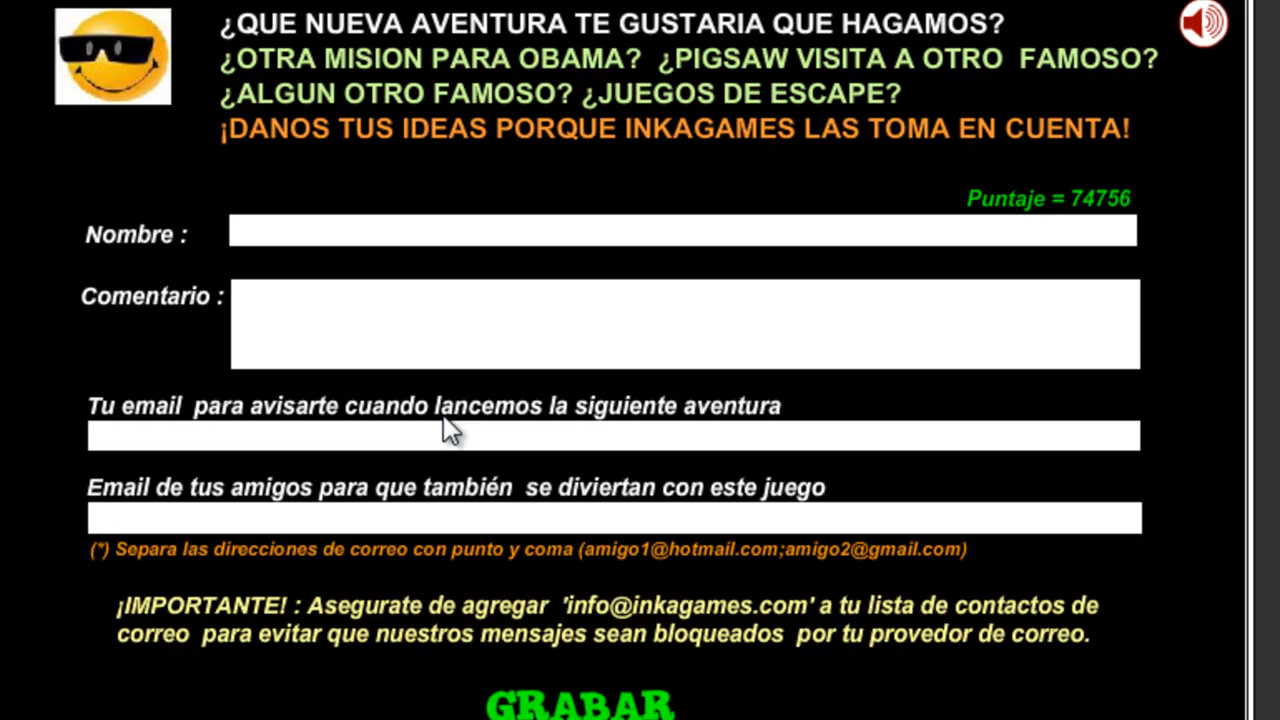 ¿QUE NUEVA AVENTURA TE GUSTARIA QUE HAGAMOS?
¿OTRA MISION PARA OBAMA? ¿PIGSAW VISITA A OTRO FAMOSO?
¿ALGUN OTRO FAMOSO? ¿JUEGOS DE ESCAPE?
¡DANOS TUS IDEAS PORQUE INKAGAMES LAS TOMA EN CUENTA!
Puntaje = 74756
Nombre :
Comentario :
Tu email para avisarte cuando lancemos la siguiente aventura
Email de tus amigos para que también se diviertan con este juego
(*) Separa las direcciones de correo con punto y coma (amigo1@hotmail.com;amigo2@gmail.com)
¡IMPORTANTE! : Asegurate de agregar 'info@inkagames.com' a tu lista de contactos de
correo para evitar que nuestros mensajes sean bloqueados por tu provedor de correo.
GRABAR